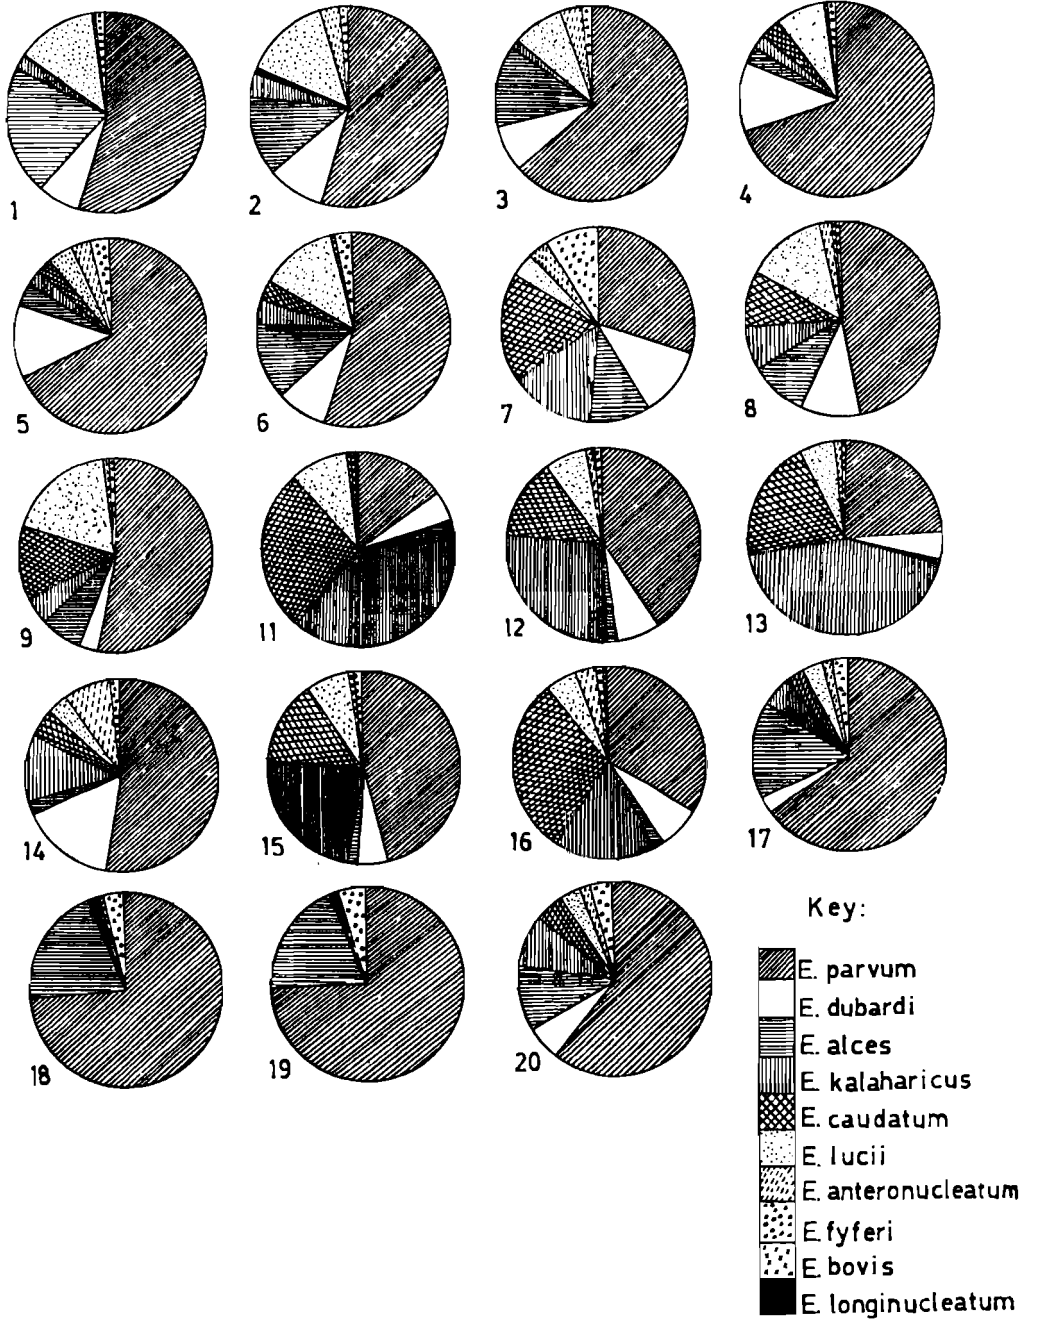 1
2
3
4
5
6
7
8
9
11
12
13
14
15
16
17
18
19
20
Key:
E. parvum
E. dubardi
E. alces
E. kalaharicus
E. caudatum
E. lucii
E. anteronucleatum
E. fyferi
E. bovis
E. longinucleatum